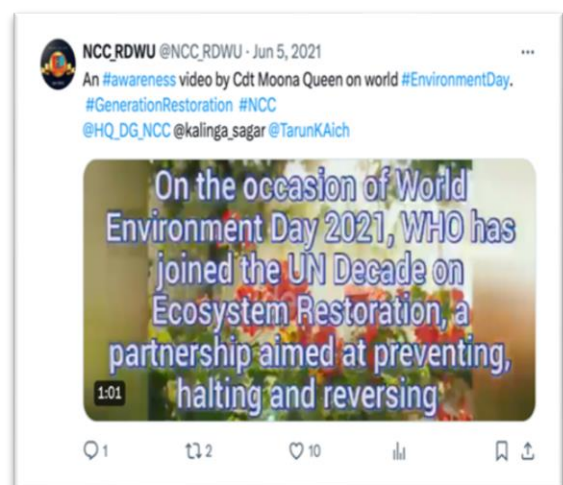 NCC_RDWU @NCC_RDWU · Jun 5, 2021
An #awareness video by Cdt Moona Queen on world #EnvironmentDay.
#GenerationRestoration #NCC
@HQ_DG_NCC @kalinga_sagar @TarunKAich
On the occasion of World
Environment Day 2021, WHO has
joined the UN Decade on
Ecosystem Restoration, a
partnership aimed at preventing,
halting and reversing
1:01
1 2 10